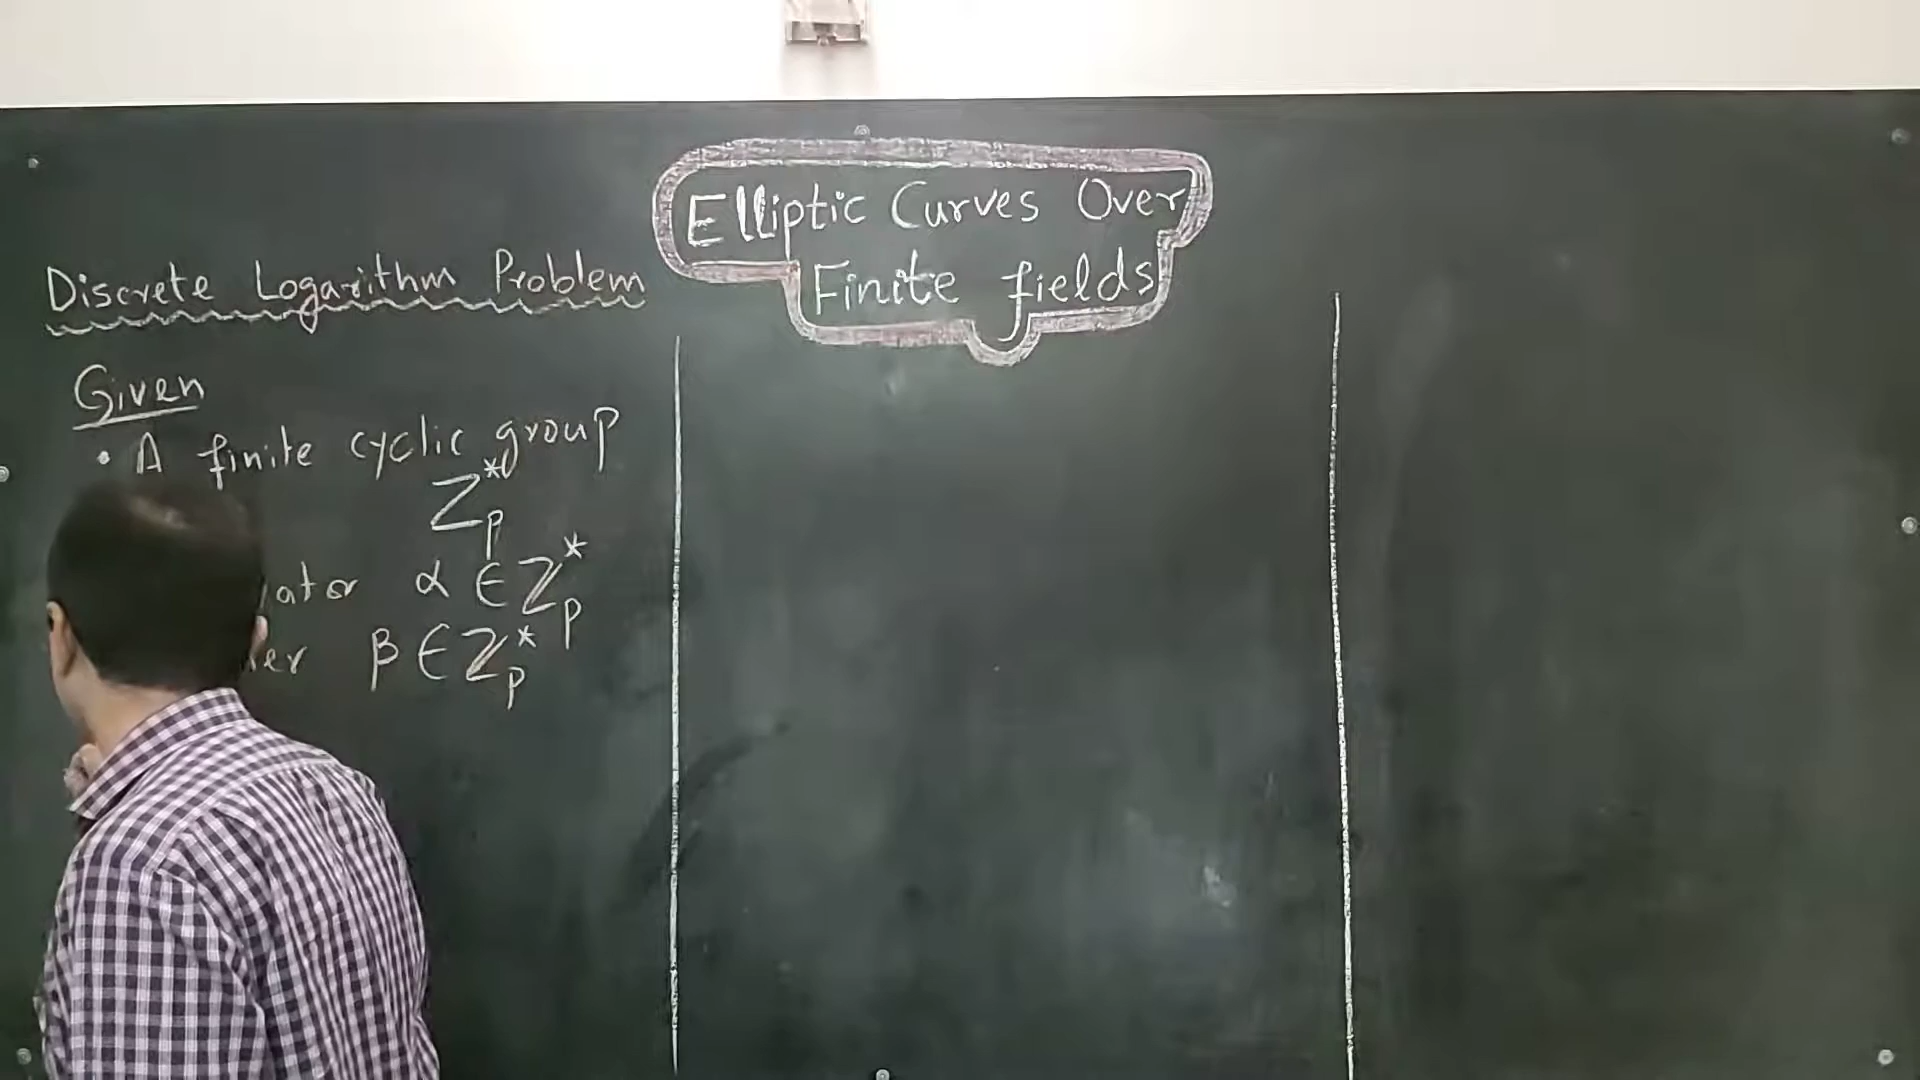 Elliptic Curves Over
Finite fields
Discrete Logarithm Problem
Given
• A finite cyclic group
Z*p
α ∈ Z*p
β ∈ Z*p